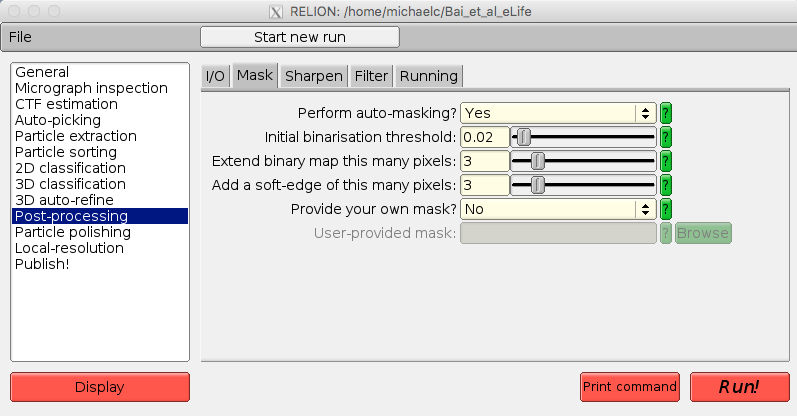 RELION: /home/michaelc/Bai_et_al_eLife
File
Start new run
General
Micrograph inspection
CTF estimation
Auto-picking
Particle extraction
Particle sorting
2D classification
3D classification
3D auto-refine
Post-processing
Particle polishing
Local-resolution
Publish!
I/O Mask Sharpen Filter Running
Perform auto-masking? Yes ?
Initial binarisation threshold: 0.02 ?
Extend binary map this many pixels: 3 ?
Add a soft-edge of this many pixels: 3 ?
Provide your own mask? No ?
User-provided mask: ? Browse
Display
Print command
Run!